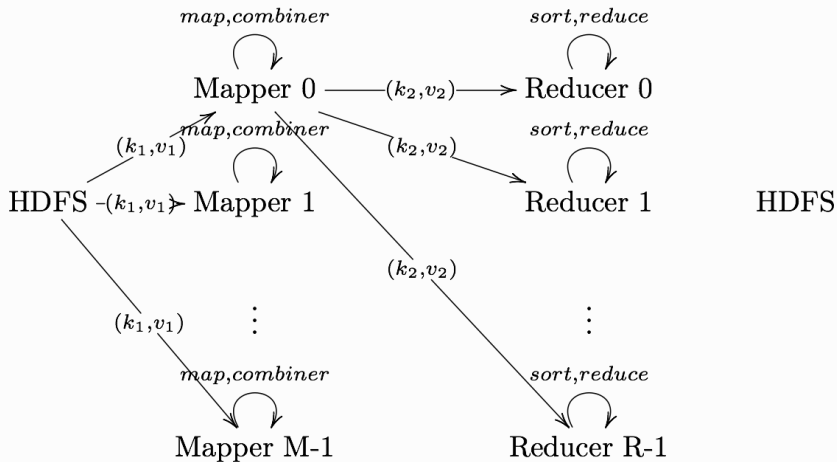 map,combiner
sort,reduce
Mapper 0
(k₂,v₂)
Reducer 0
(k₁,v₁)
map,combiner
(k₂,v₂)
sort,reduce
HDFS
(k₁,v₁)
Mapper 1
Reducer 1
HDFS
(k₂,v₂)
(k₁,v₁)
⋮
⋮
map,combiner
sort,reduce
Mapper M-1
Reducer R-1